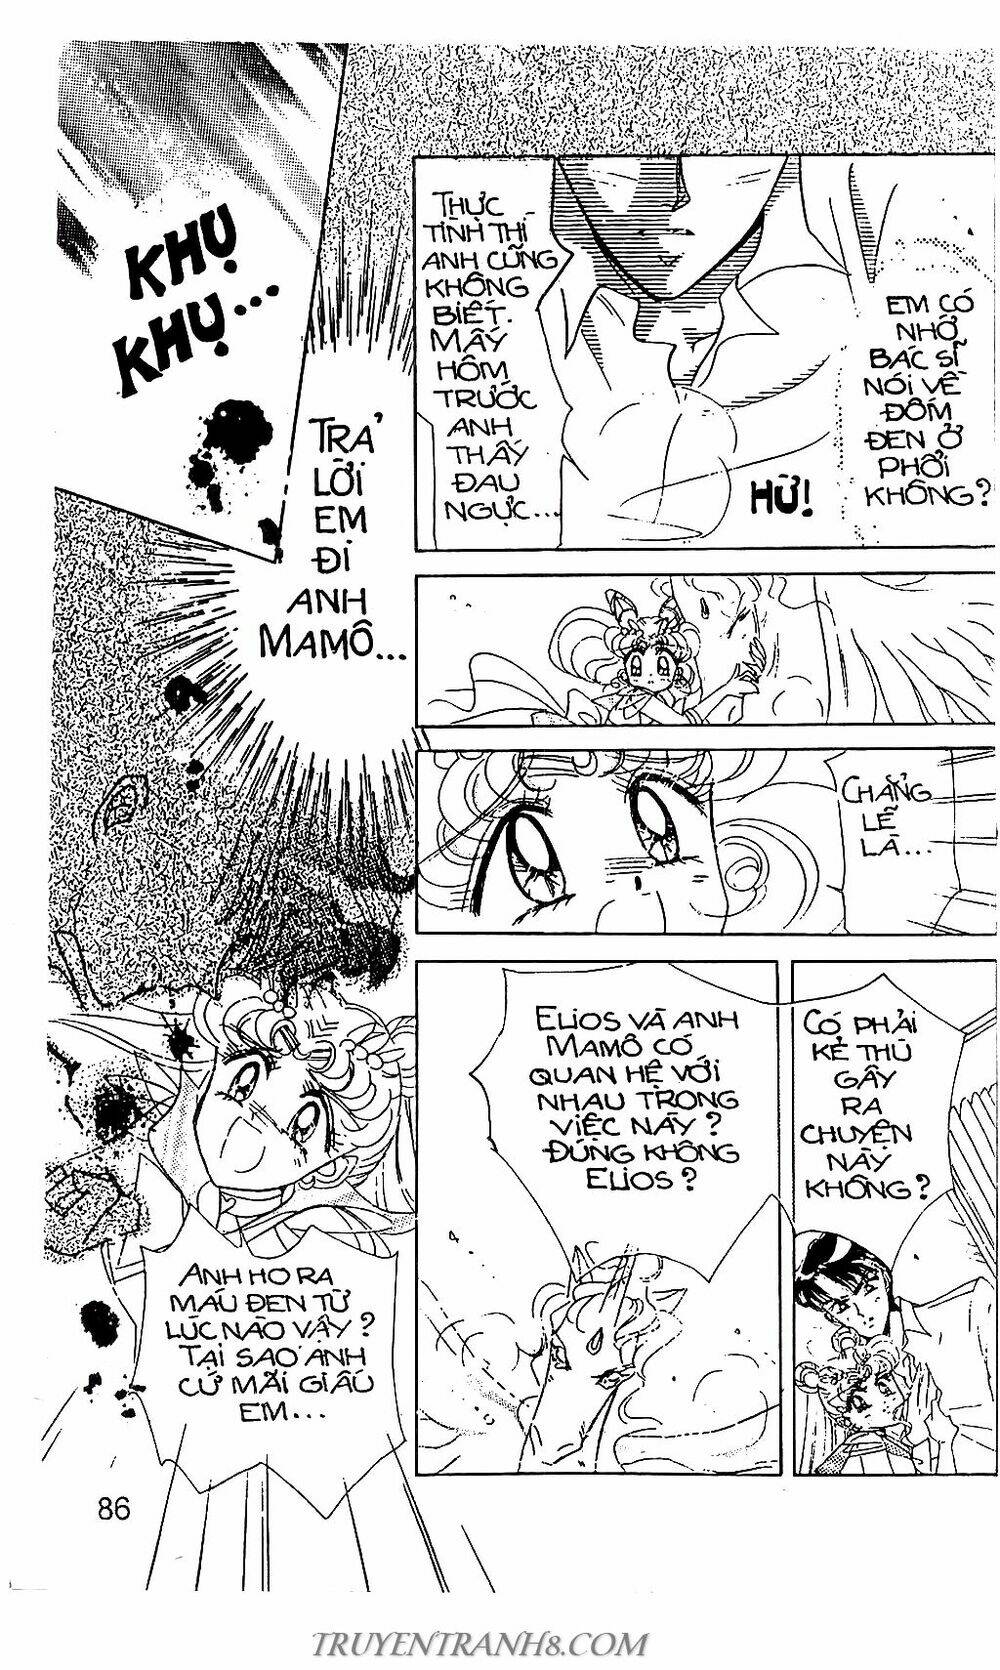 EM CÓ
NHỚ
BÁC SĨ
NÓI VỀ
ĐỐM
ĐEN Ở
PHỔI
KHÔNG?
HỪ!
THỰC
TÌNH THÌ
ANH CŨNG
KHÔNG
BIẾT.
MẤY
HÔM
TRƯỚC
ANH
THẤY
ĐAU
NGỰC...
CHẲNG
LẼ
LÀ...
CÓ PHẢI
KẺ THÙ
GÂY
RA
CHUYỆN
NÀY
KHÔNG?
ELIOS VÀ ANH
MAMÔ CÓ
QUAN HỆ VỚI
NHAU TRONG
VIỆC NÀY?
ĐÚNG KHÔNG
ELIOS?
KHỤ
KHỤ...
TRẢ
LỜI
EM
ĐI
ANH
MAMÔ...
ANH HO RA
MÁU ĐEN TỪ
LÚC NÀO VẬY?
TẠI SAO ANH
CỨ MÃI GIẤU
EM...
86
TRUYENTRANH8.COM